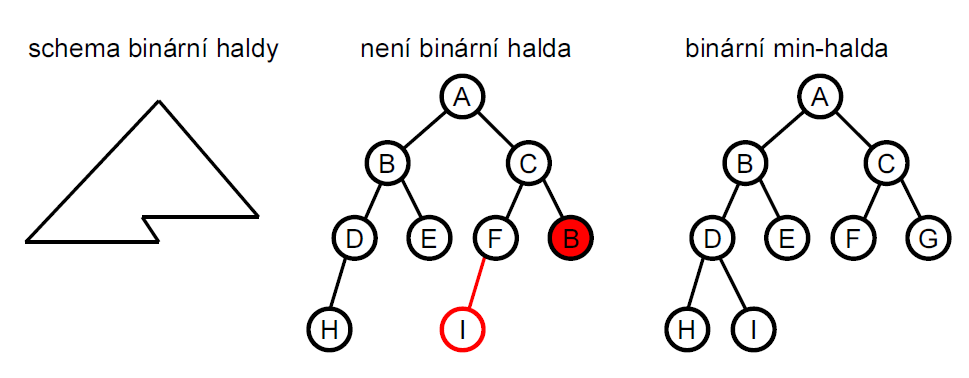 schema binární haldy
není binární halda
binární min-halda
A
B C
D E F B
H I
A
B C
D E F G
H I